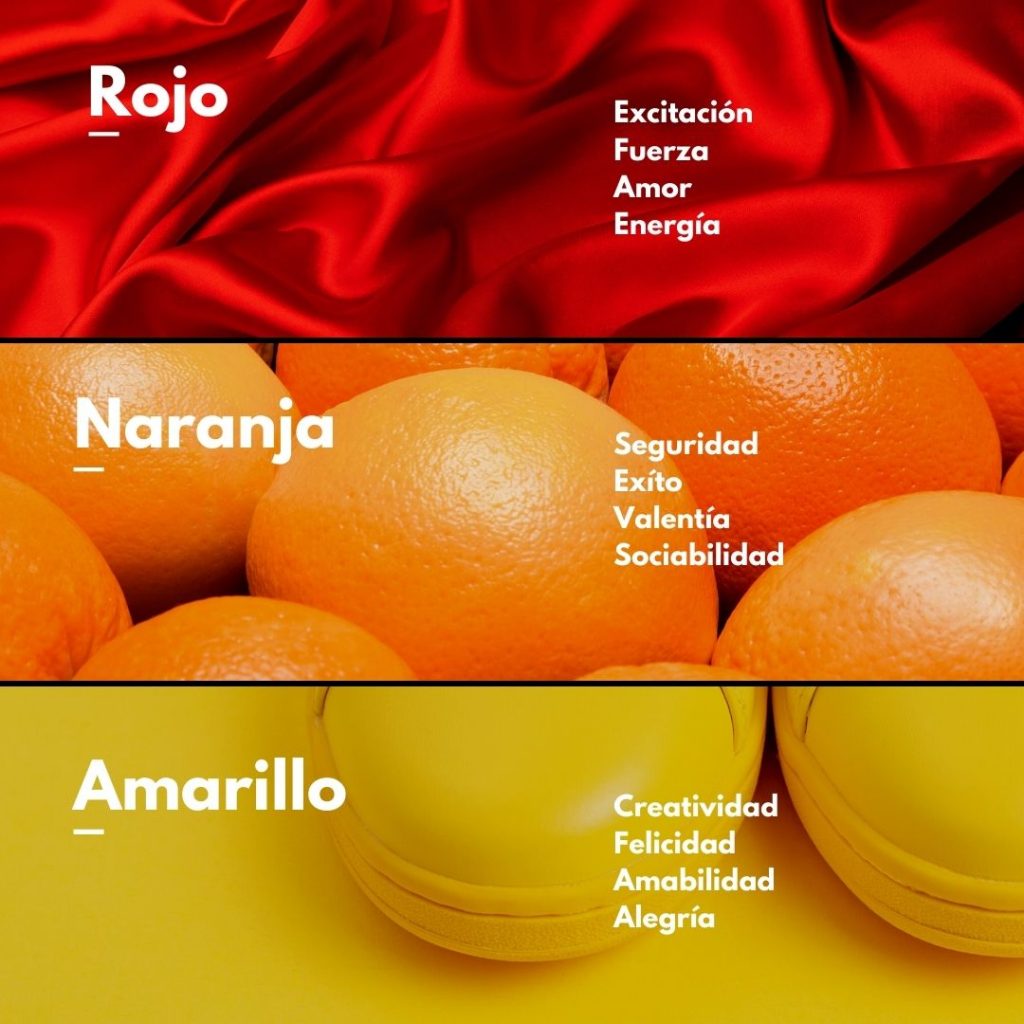 Rojo
Excitación
Fuerza
Amor
Energía
Naranja
Seguridad
Exíto
Valentía
Sociabilidad
Amarillo
Creatividad
Felicidad
Amabilidad
Alegría